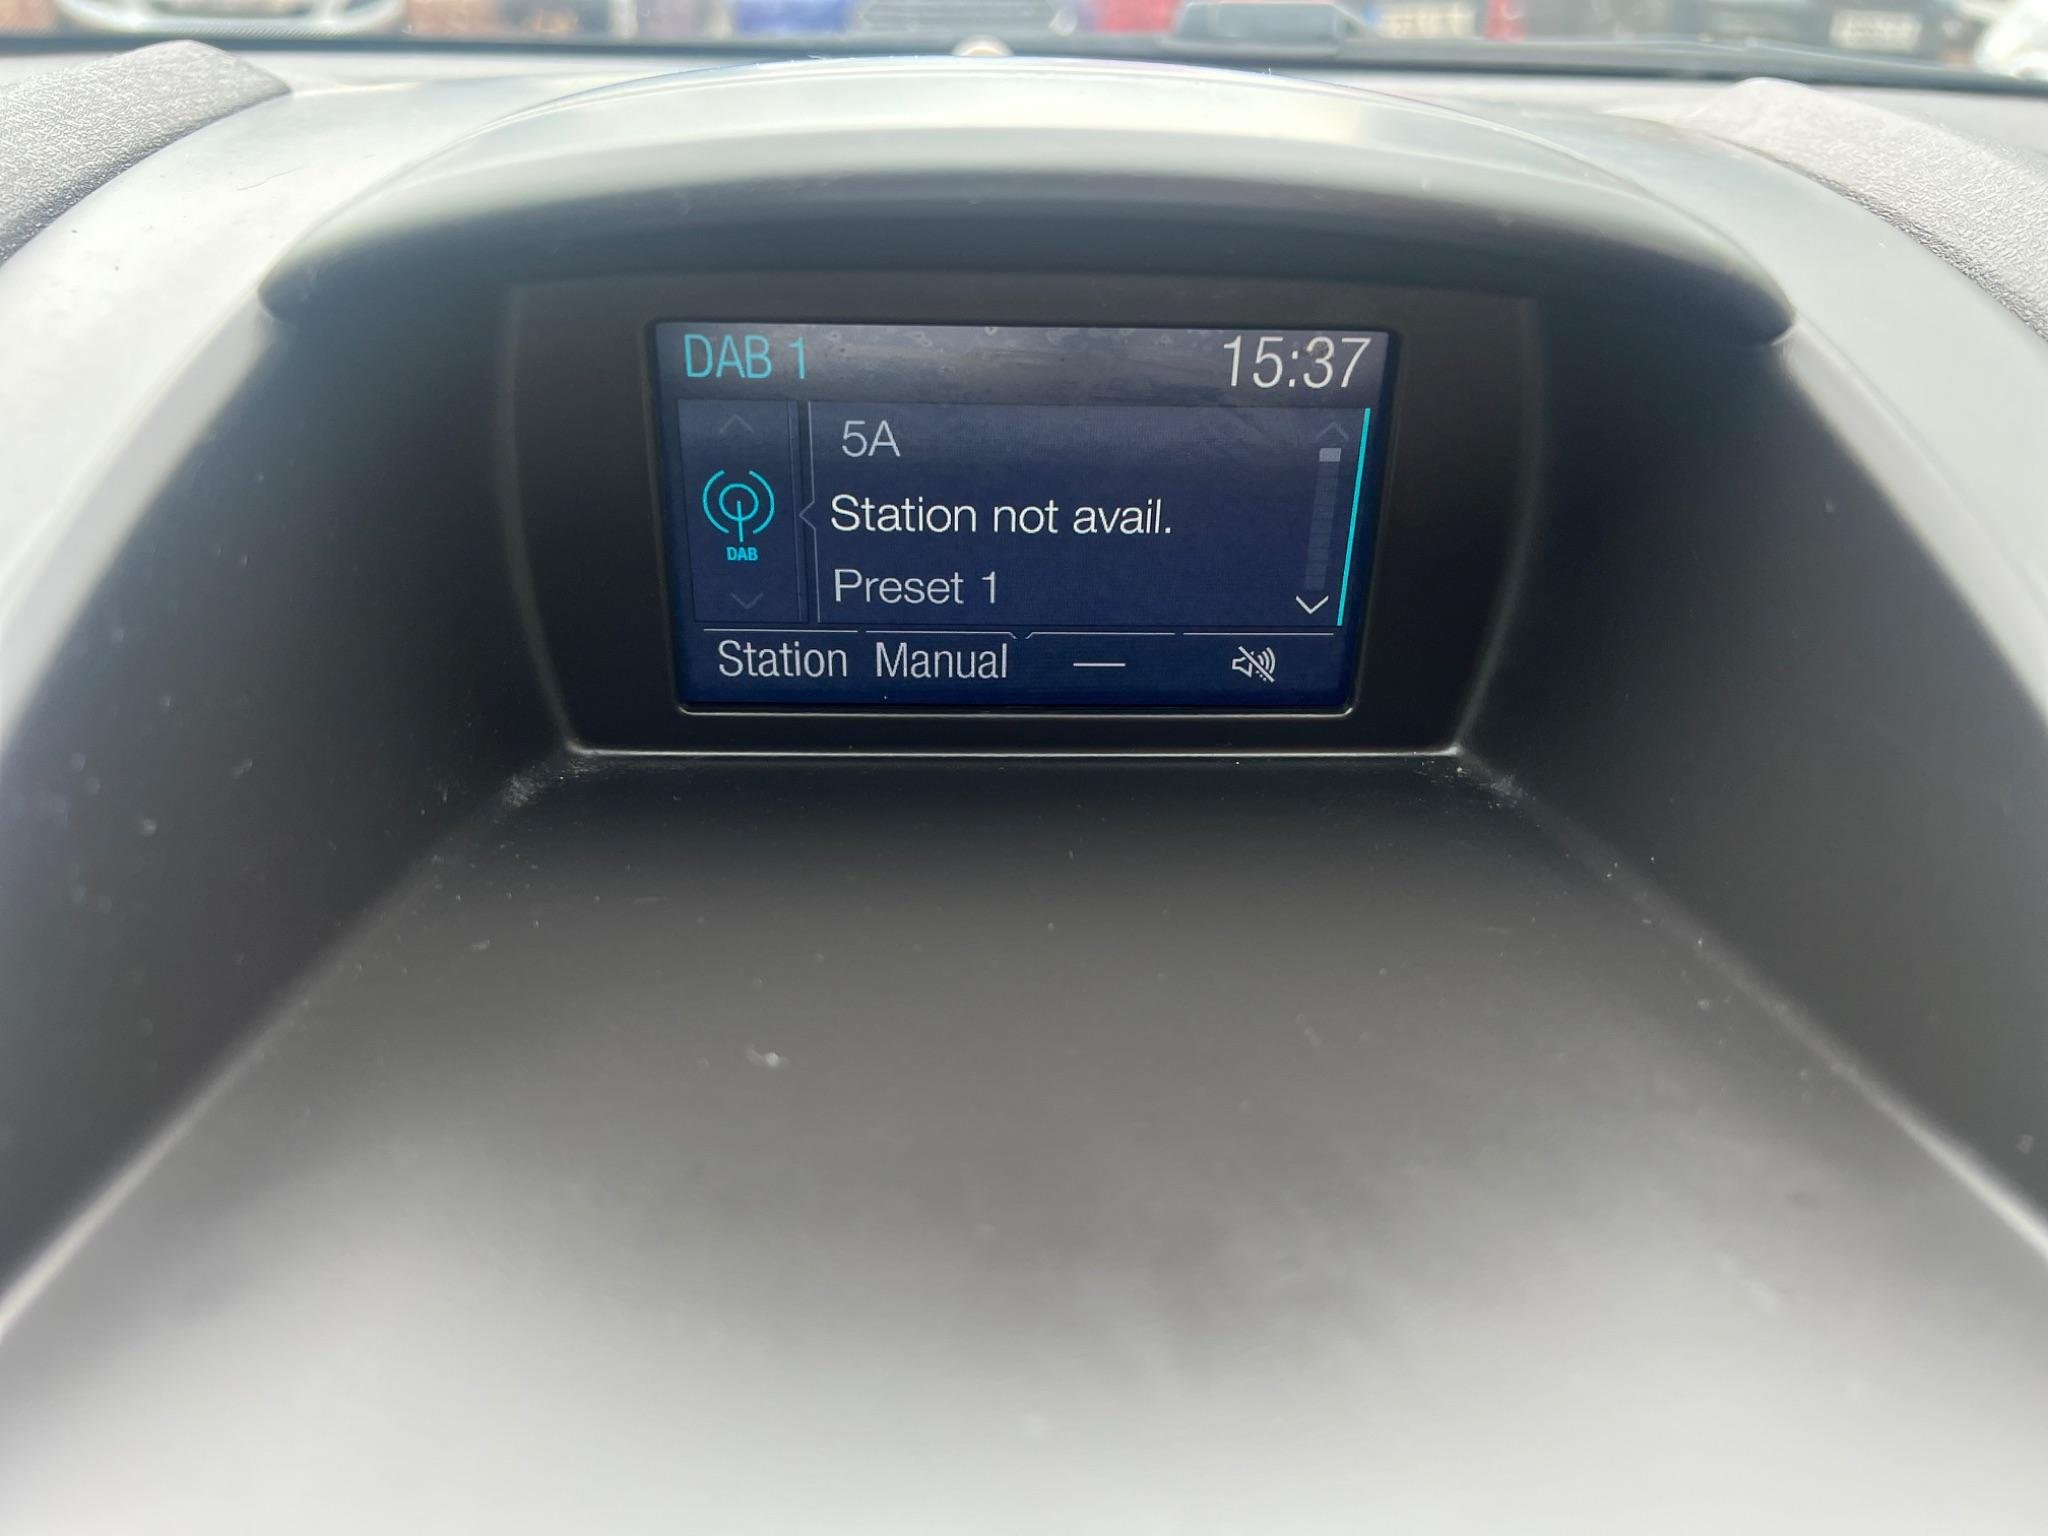 DAB 1 15:37
5A
Station not avail.
DAB
Preset 1
Station Manual —